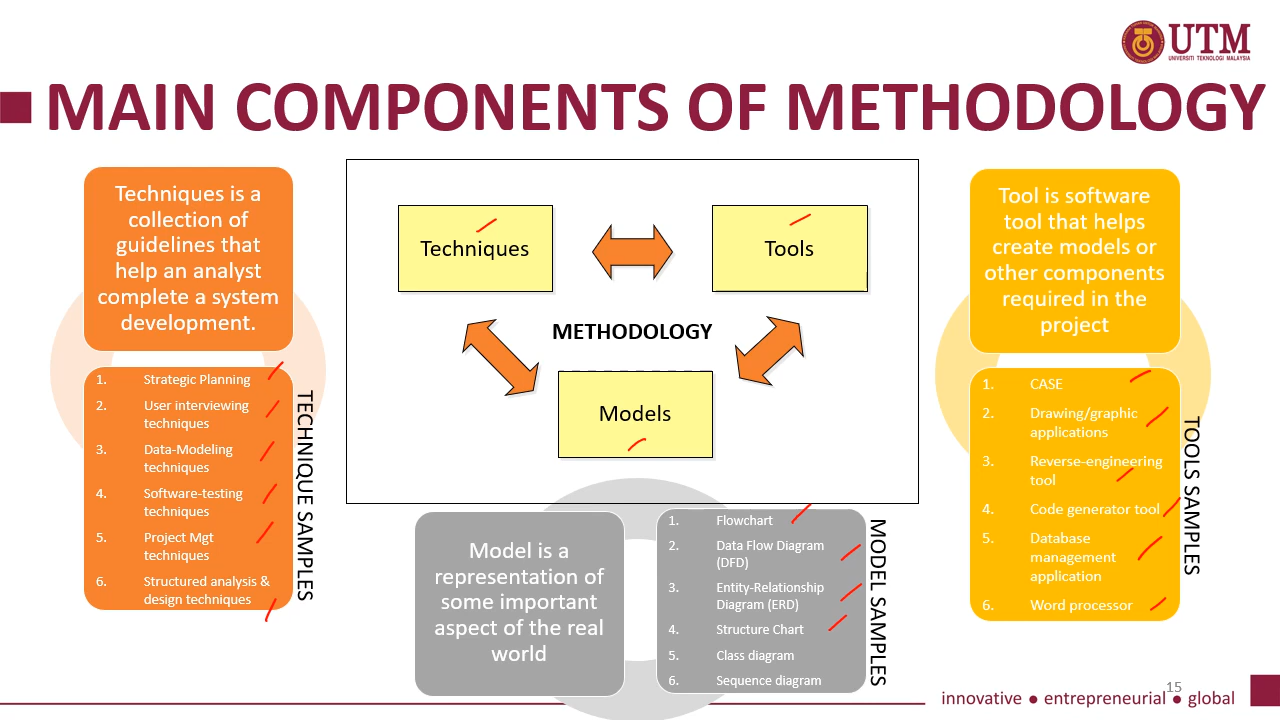 UTM
UNIVERSITI TEKNOLOGI MALAYSIA
MAIN COMPONENTS OF METHODOLOGY
Techniques is a
collection of
guidelines that
help an analyst
complete a system
development.
1. Strategic Planning
2. User interviewing
techniques
3. Data-Modeling
techniques
4. Software-testing
techniques
5. Project Mgt
techniques
6. Structured analysis &
design techniques
TECHNIQUE SAMPLES
Techniques
Tools
METHODOLOGY
Models
Model is a
representation of
some important
aspect of the real
world
1. Flowchart
2. Data Flow Diagram
(DFD)
3. Entity-Relationship
Diagram (ERD)
4. Structure Chart
5. Class diagram
6. Sequence diagram
MODEL SAMPLES
Tool is software
tool that helps
create models or
other components
required in the
project
1. CASE
2. Drawing/graphic
applications
3. Reverse-engineering
tool
4. Code generator tool
5. Database
management
application
6. Word processor
TOOLS SAMPLES
15
innovative ● entrepreneurial ● global